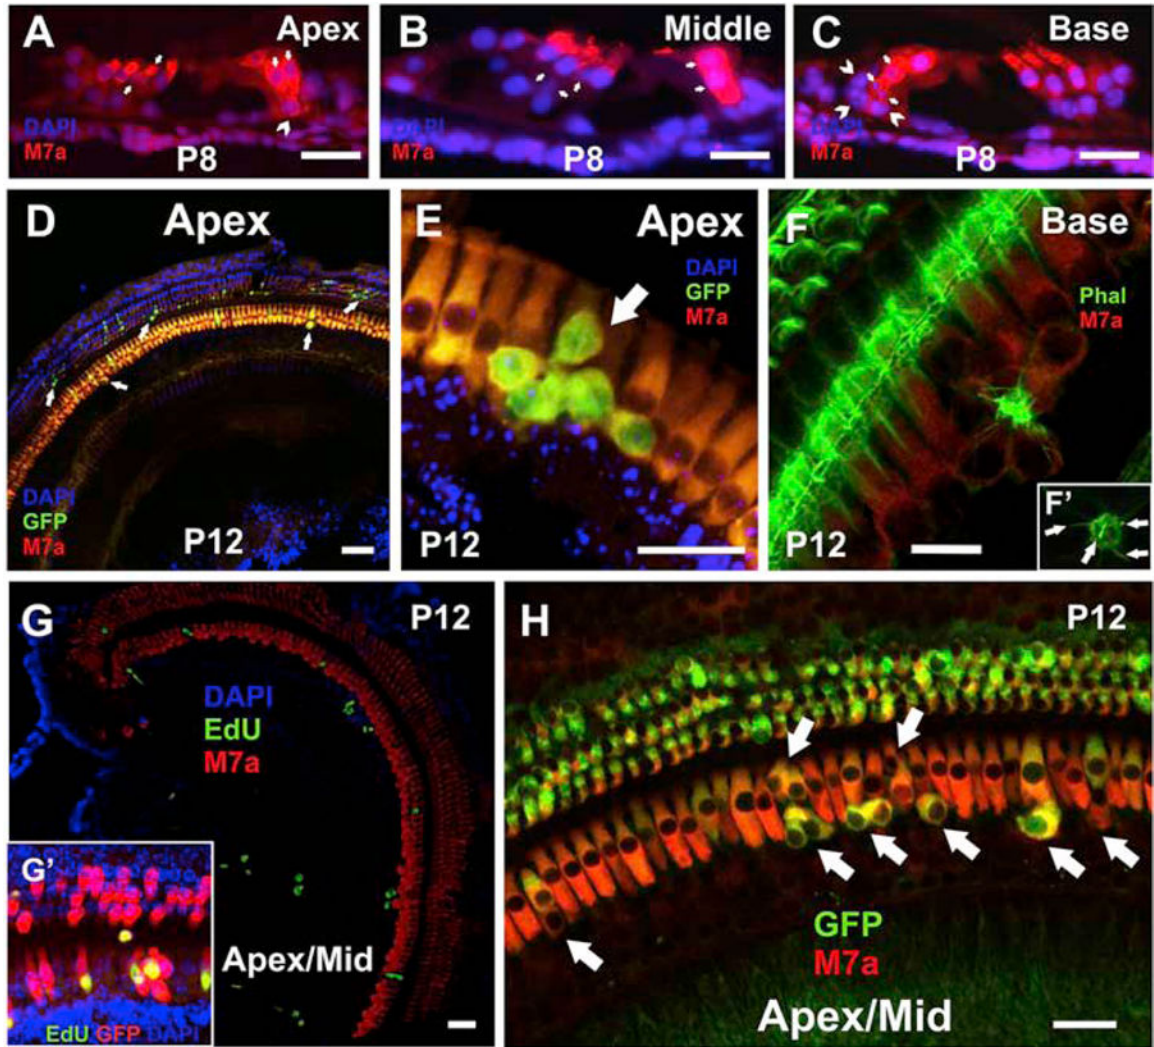 A Apex
DAPI
M7a
P8
B Middle
DAPI
M7a
P8
C Base
DAPI
M7a
P8
D Apex
DAPI
GFP
M7a
P12
E Apex
DAPI
GFP
M7a
P12
F Base
Phal
M7a
P12
F'
G P12
DAPI
EdU
M7a
Apex/Mid
G'
EdU GFP DAPI
H P12
GFP
M7a
Apex/Mid